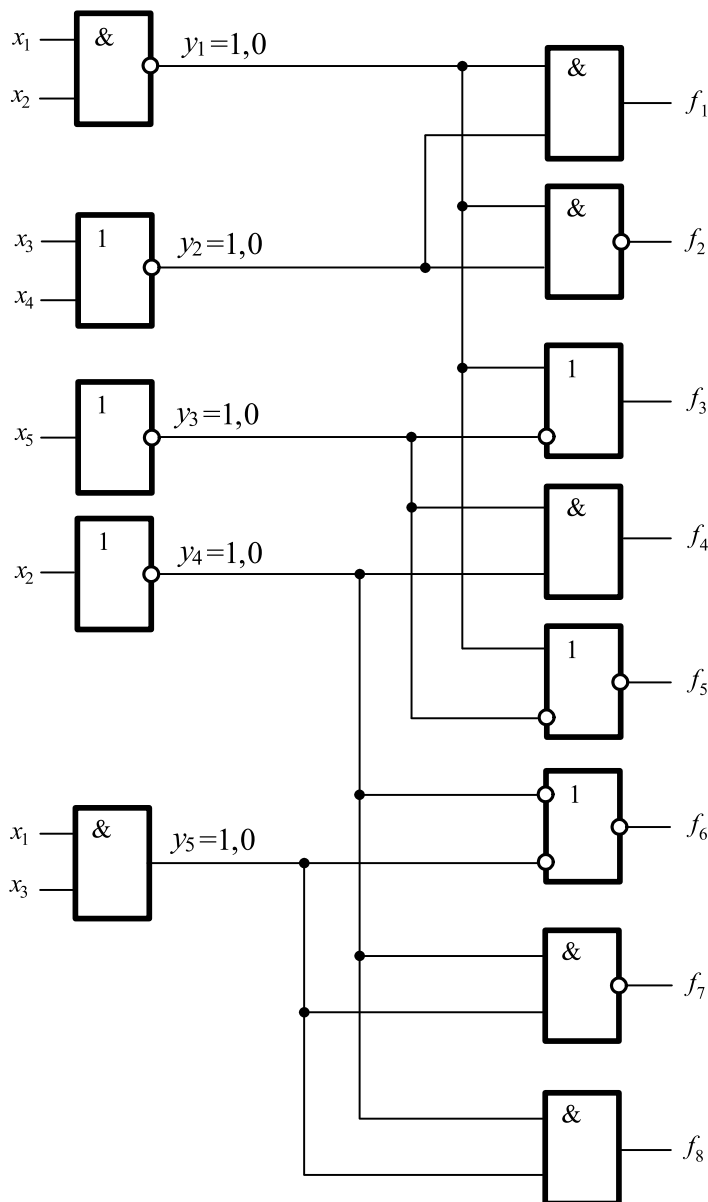 x1
&
y1=1,0
x2
&
f1
&
f2
x3
1
y2=1,0
x4
1
f3
1
x5
y3=1,0
&
f4
1
x2
y4=1,0
1
f5
1
f6
x1
&
y5=1,0
x3
&
f7
&
f8